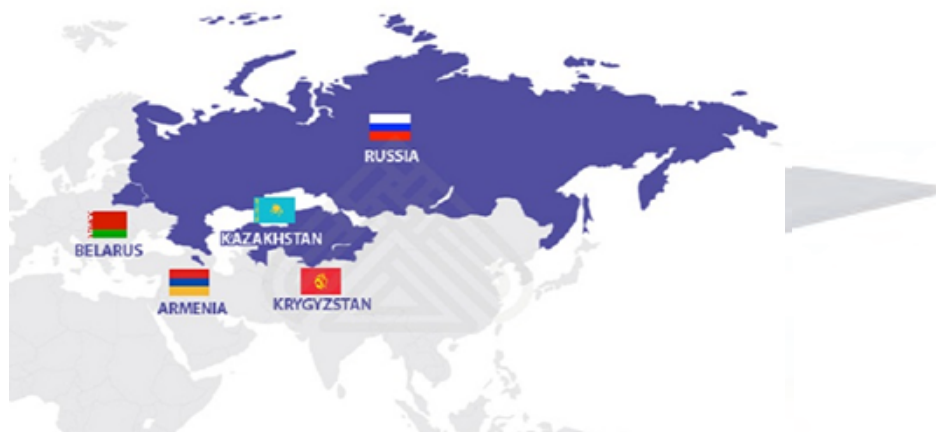 RUSSIA
KAZAKHSTAN
BELARUS
ARMENIA
KRYGYZSTAN